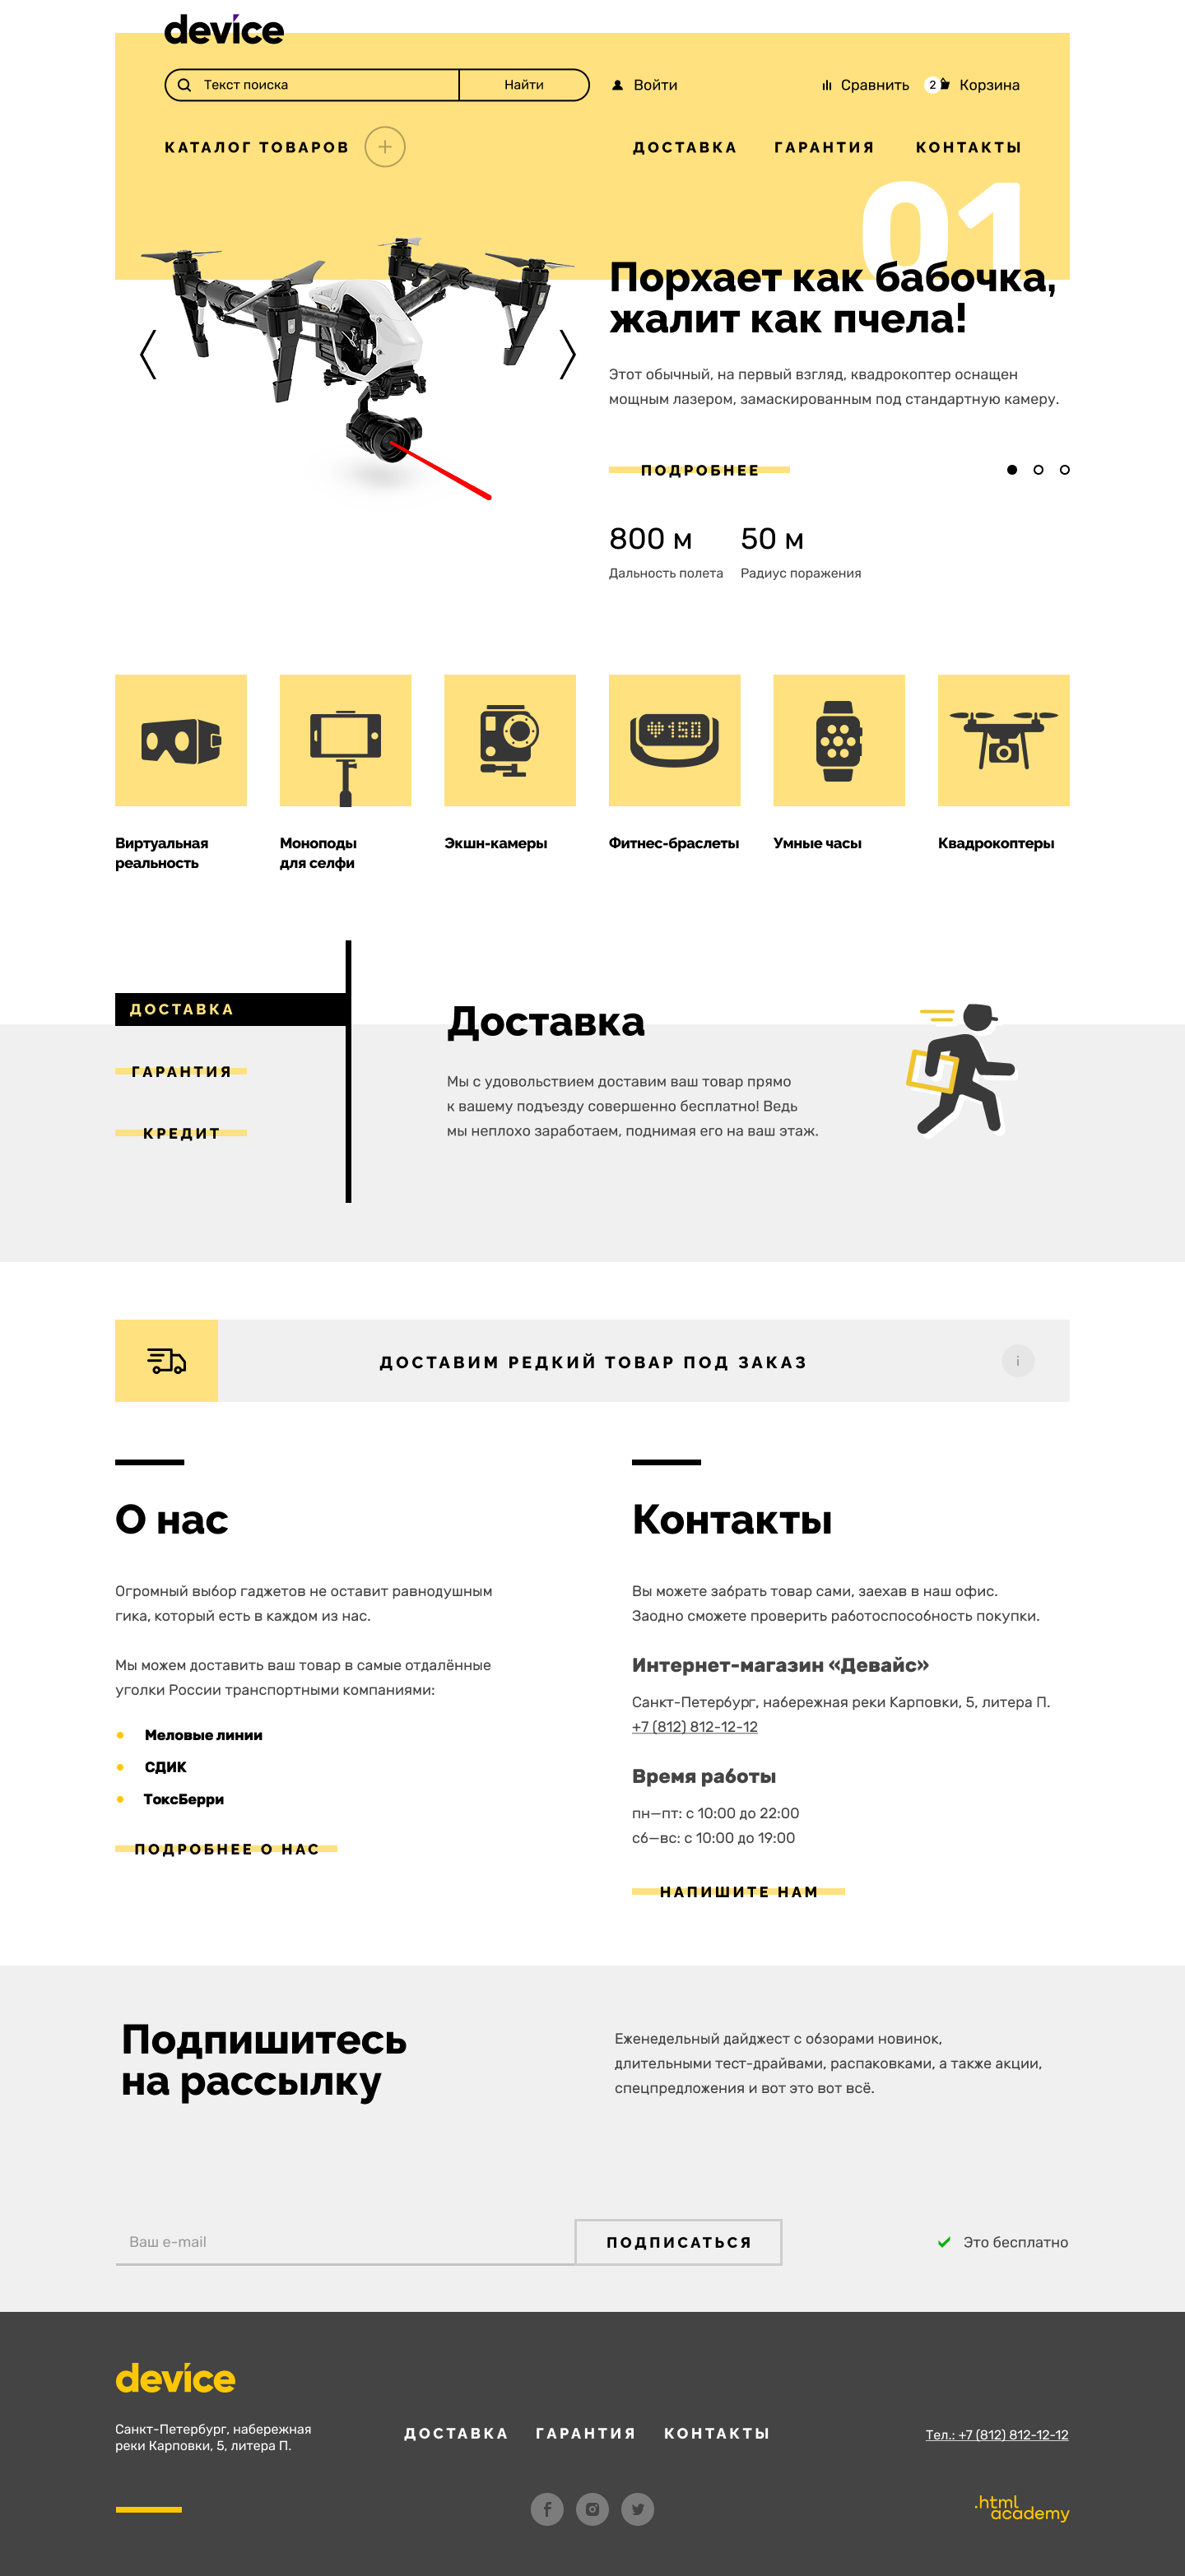 device
Текст поиска
Найти
Войти
Сравнить
2
Корзина
КАТАЛОГ ТОВАРОВ
ДОСТАВКА
ГАРАНТИЯ
КОНТАКТЫ
01
Порхает как бабочка,
жалит как пчела!
Этот обычный, на первый взгляд, квадрокоптер оснащен
мощным лазером, замаскированным под стандартную камеру.
ПОДРОБНЕЕ
800 м
50 м
Дальность полета
Радиус поражения
150
Виртуальная
реальность
Моноподы
для селфи
Экшн-камеры
Фитнес-браслеты
Умные часы
Квадрокоптеры
ДОСТАВКА
ГАРАНТИЯ
КРЕДИТ
Доставка
Мы с удовольствием доставим ваш товар прямо
к вашему подъезду совершенно бесплатно! Ведь
мы неплохо заработаем, поднимая его на ваш этаж.
ДОСТАВИМ РЕДКИЙ ТОВАР ПОД ЗАКАЗ
i
О нас
Огромный выбор гаджетов не оставит равнодушным
гика, который есть в каждом из нас.
Мы можем доставить ваш товар в самые отдалённые
уголки России транспортными компаниями:
Меловые линии
СДИК
ТоксБерри
ПОДРОБНЕЕ О НАС
Контакты
Вы можете забрать товар сами, заехав в наш офис.
Заодно сможете проверить работоспособность покупки.
Интернет-магазин «Девайс»
Санкт-Петербург, набережная реки Карповки, 5, литера П.
+7 (812) 812-12-12
Время работы
пн—пт: с 10:00 до 22:00
сб—вс: с 10:00 до 19:00
НАПИШИТЕ НАМ
Подпишитесь
на рассылку
Еженедельный дайджест с обзорами новинок,
длительными тест-драйвами, распаковками, а также акции,
спецпредложения и вот это вот всё.
Ваш e-mail
ПОДПИСАТЬСЯ
Это бесплатно
device
Санкт-Петербург, набережная
реки Карповки, 5, литера П.
ДОСТАВКА
ГАРАНТИЯ
КОНТАКТЫ
Тел.: +7 (812) 812-12-12
.html
academy